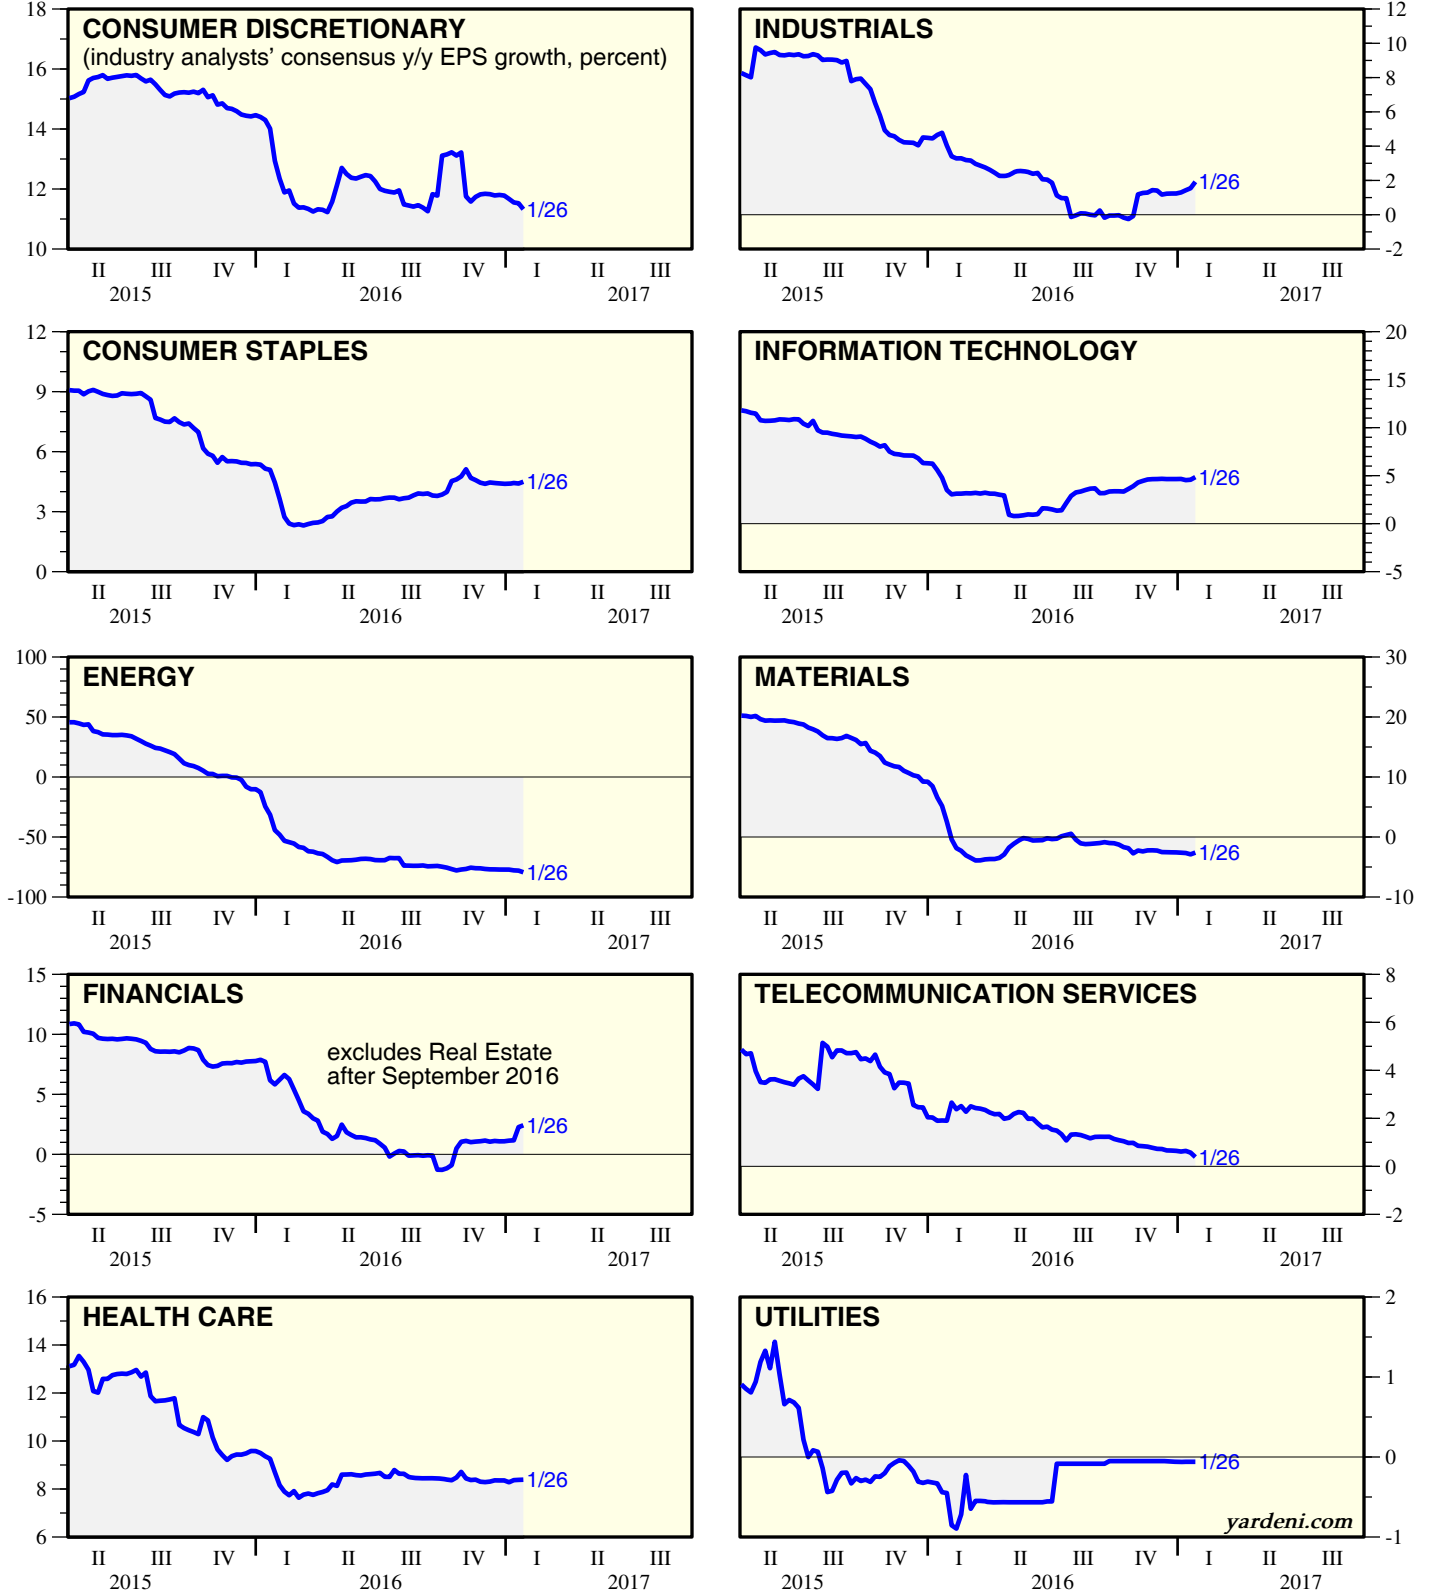 CONSUMER DISCRETIONARY
(industry analysts' consensus y/y EPS growth, percent)
18
16
14
12
10
1/26
II III IV I II III IV I II III
2015 2016 2017
INDUSTRIALS
12
10
8
6
4
2
0
-2
1/26
II III IV I II III IV I II III
2015 2016 2017
CONSUMER STAPLES
12
9
6
3
0
1/26
II III IV I II III IV I II III
2015 2016 2017
INFORMATION TECHNOLOGY
20
15
10
5
0
-5
1/26
II III IV I II III IV I II III
2015 2016 2017
ENERGY
100
50
0
-50
-100
1/26
II III IV I II III IV I II III
2015 2016 2017
MATERIALS
30
20
10
0
-10
1/26
II III IV I II III IV I II III
2015 2016 2017
FINANCIALS
excludes Real Estate
after September 2016
15
10
5
0
-5
1/26
II III IV I II III IV I II III
2015 2016 2017
TELECOMMUNICATION SERVICES
8
6
4
2
0
-2
1/26
II III IV I II III IV I II III
2015 2016 2017
HEALTH CARE
16
14
12
10
8
6
1/26
II III IV I II III IV I II III
2015 2016 2017
UTILITIES
2
1
0
-1
1/26
yardeni.com
II III IV I II III IV I II III
2015 2016 2017